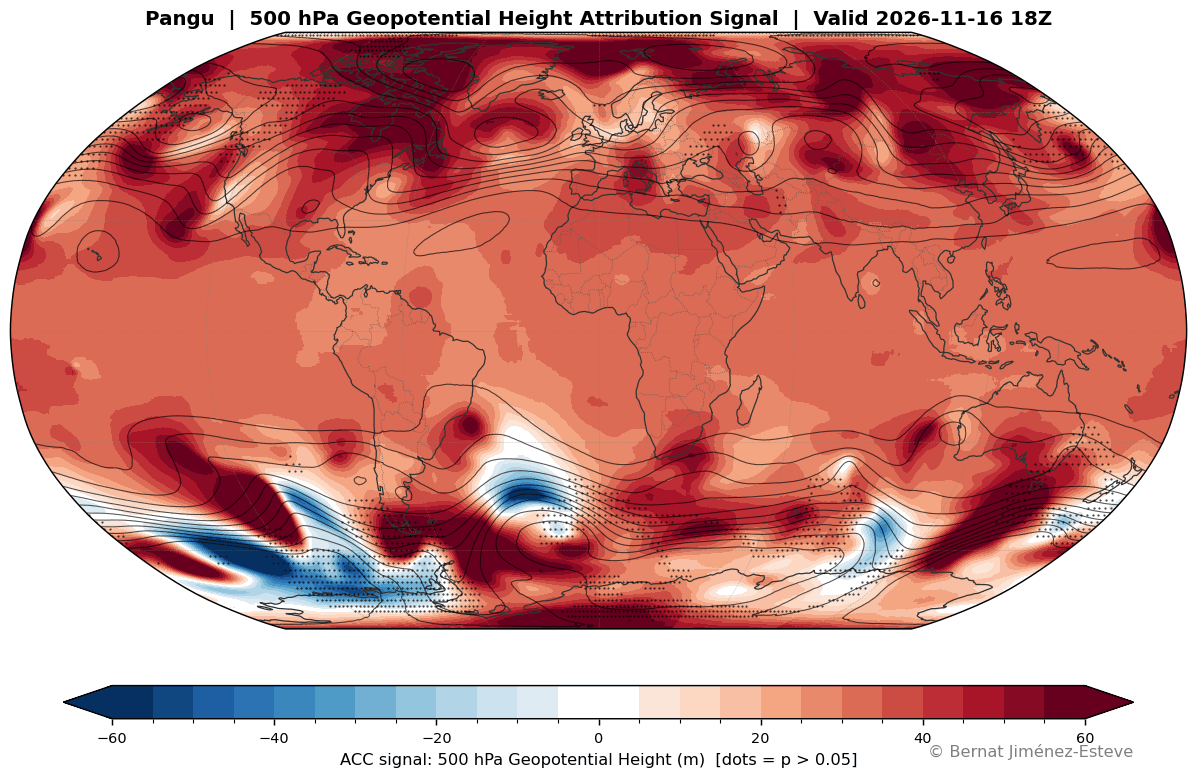 Pangu | 500 hPa Geopotential Height Attribution Signal | Valid 2026-11-16 18Z
−60 −40 −20 0 20 40 60
ACC signal: 500 hPa Geopotential Height (m) [dots = p > 0.05]
© Bernat Jiménez-Esteve